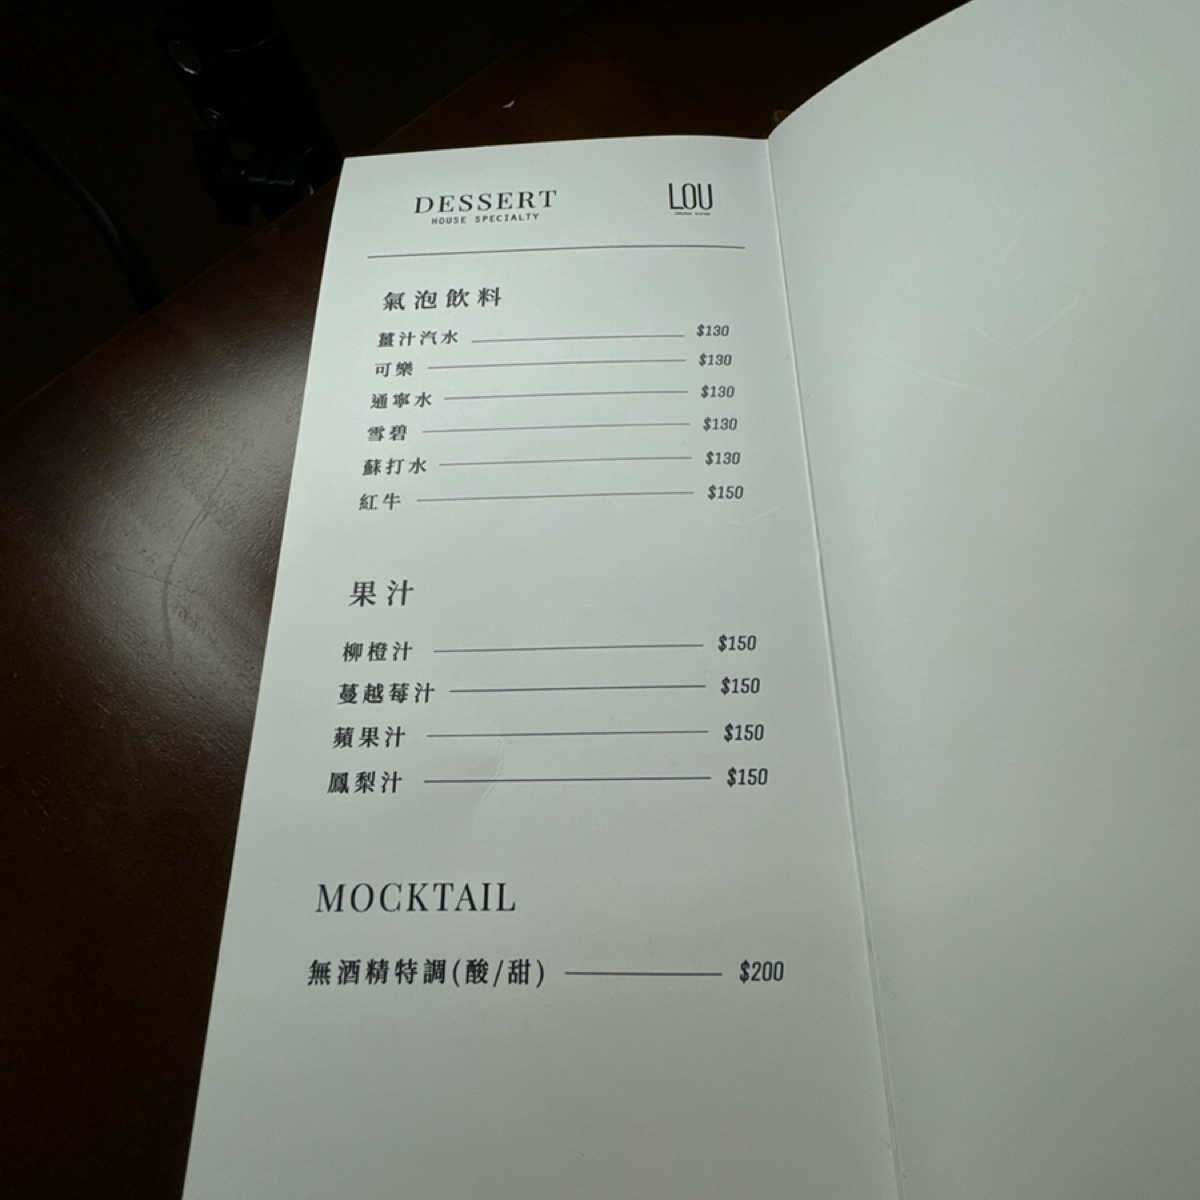 DESSERT
HOUSE SPECIALTY
LOU
氣泡飲料
薑汁汽水 $130
可樂 $130
通寧水 $130
雪碧 $130
蘇打水 $130
紅牛 $150
果汁
柳橙汁 $150
蔓越莓汁 $150
蘋果汁 $150
鳳梨汁 $150
MOCKTAIL
無酒精特調(酸/甜) $200